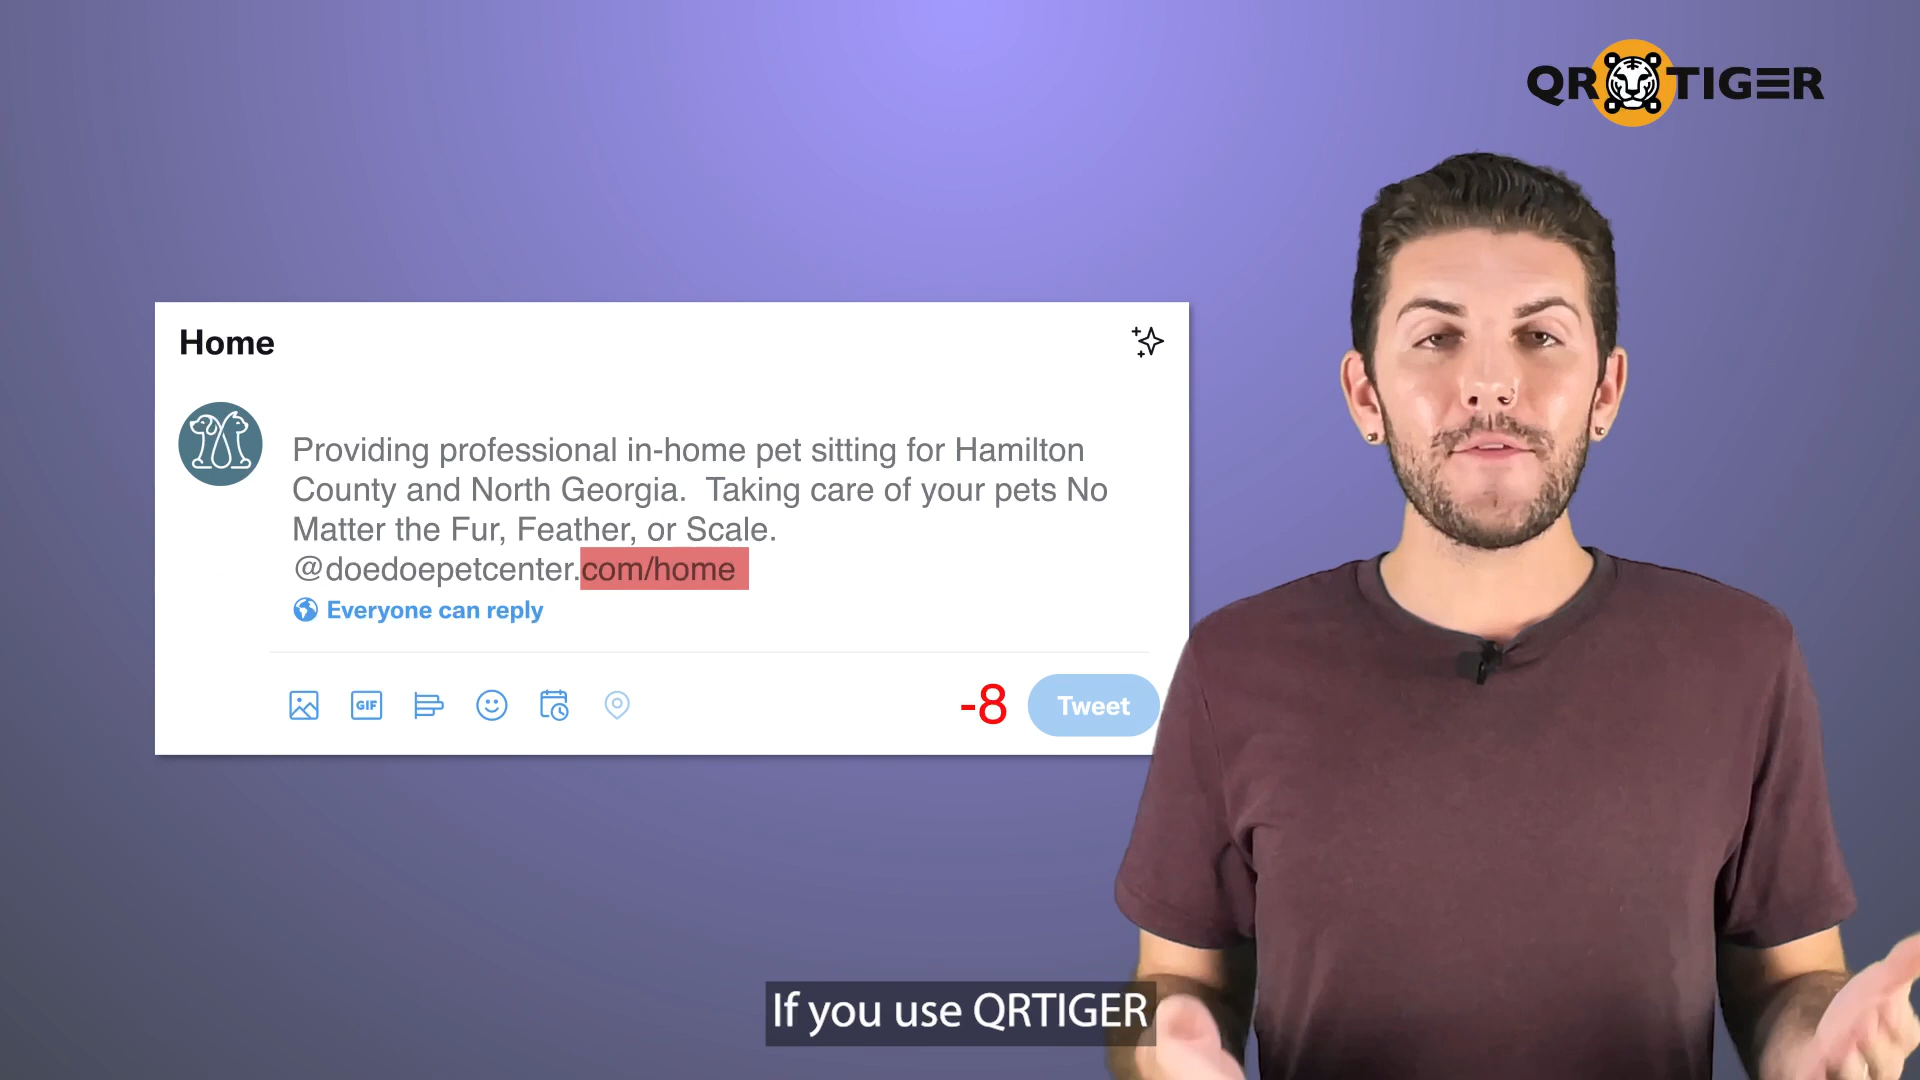 QR TIGER
Home
Providing professional in-home pet sitting for Hamilton
County and North Georgia.  Taking care of your pets No
Matter the Fur, Feather, or Scale.
@doedoepetcenter.com/home
Everyone can reply
GIF
-8
Tweet
If you use QRTIGER